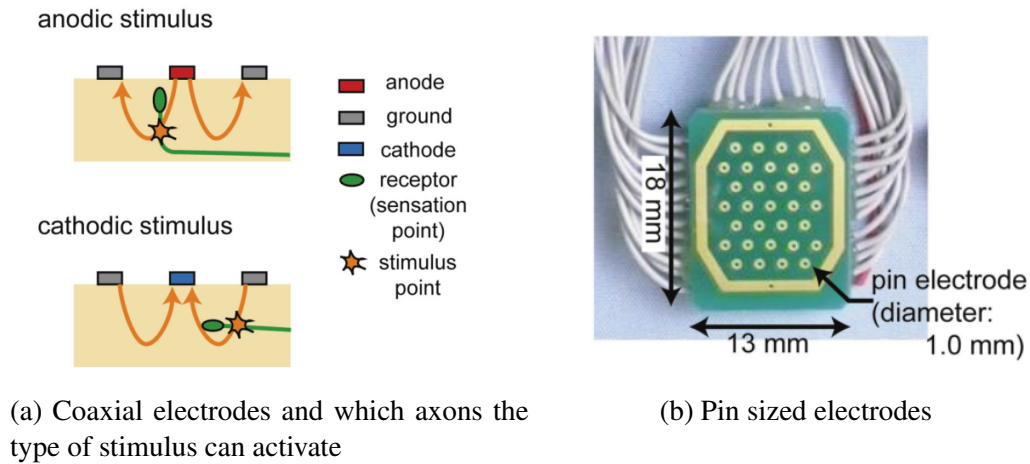 anodic stimulus
anode
ground
cathode
receptor
(sensation
point)
stimulus
point
cathodic stimulus
(a) Coaxial electrodes and which axons the
type of stimulus can activate
18 mm
13 mm
pin electrode
(diameter:
1.0 mm)
(b) Pin sized electrodes